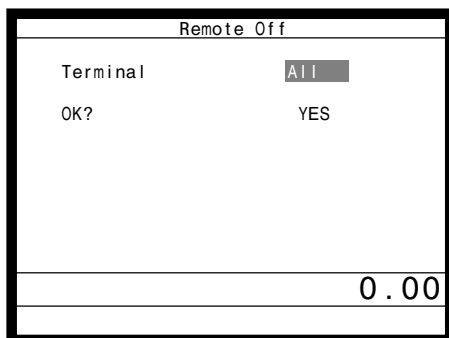 Remote Off
Terminal All
OK? YES
0.00